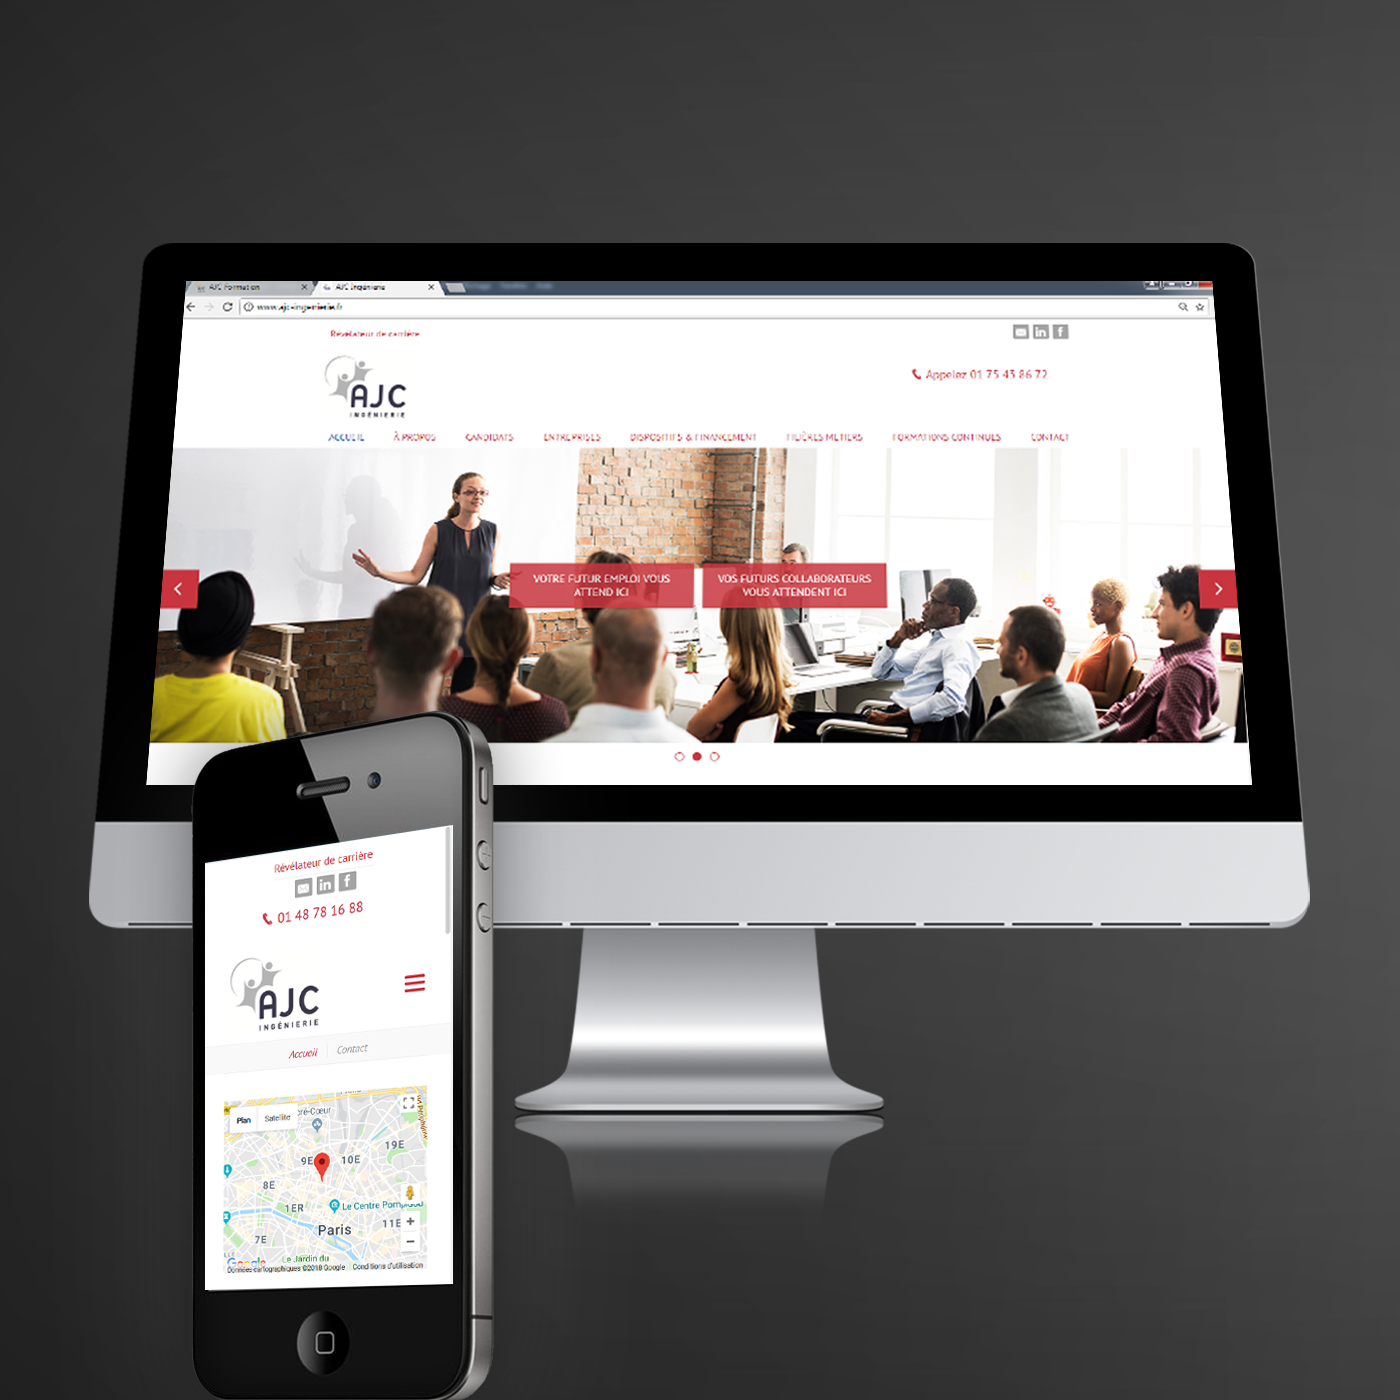 AJC Formation
AJC Ingénierie
www.ajc-ingenierie.fr
Révélateur de carrière
Appelez 01 75 43 86 72
AJC
INGÉNIERIE
ACCUEIL À PROPOS CANDIDATS ENTREPRISES DISPOSITIFS & FINANCEMENT FILIÈRES METIERS FORMATIONS CONTINUES CONTACT
VOTRE FUTUR EMPLOI VOUS
ATTEND ICI
VOS FUTURS COLLABORATEURS
VOUS ATTENDENT ICI
Révélateur de carrière
01 48 78 16 88
AJC
INGÉNIERIE
Accueil Contact
Plan Satellite
cré-Cœur
19E
9E 10E
8E
1ER Le Centre Pompidou
Paris 11E
7E
Le Jardin du
Google
Données cartographiques ©2018 Google Conditions d'utilisation